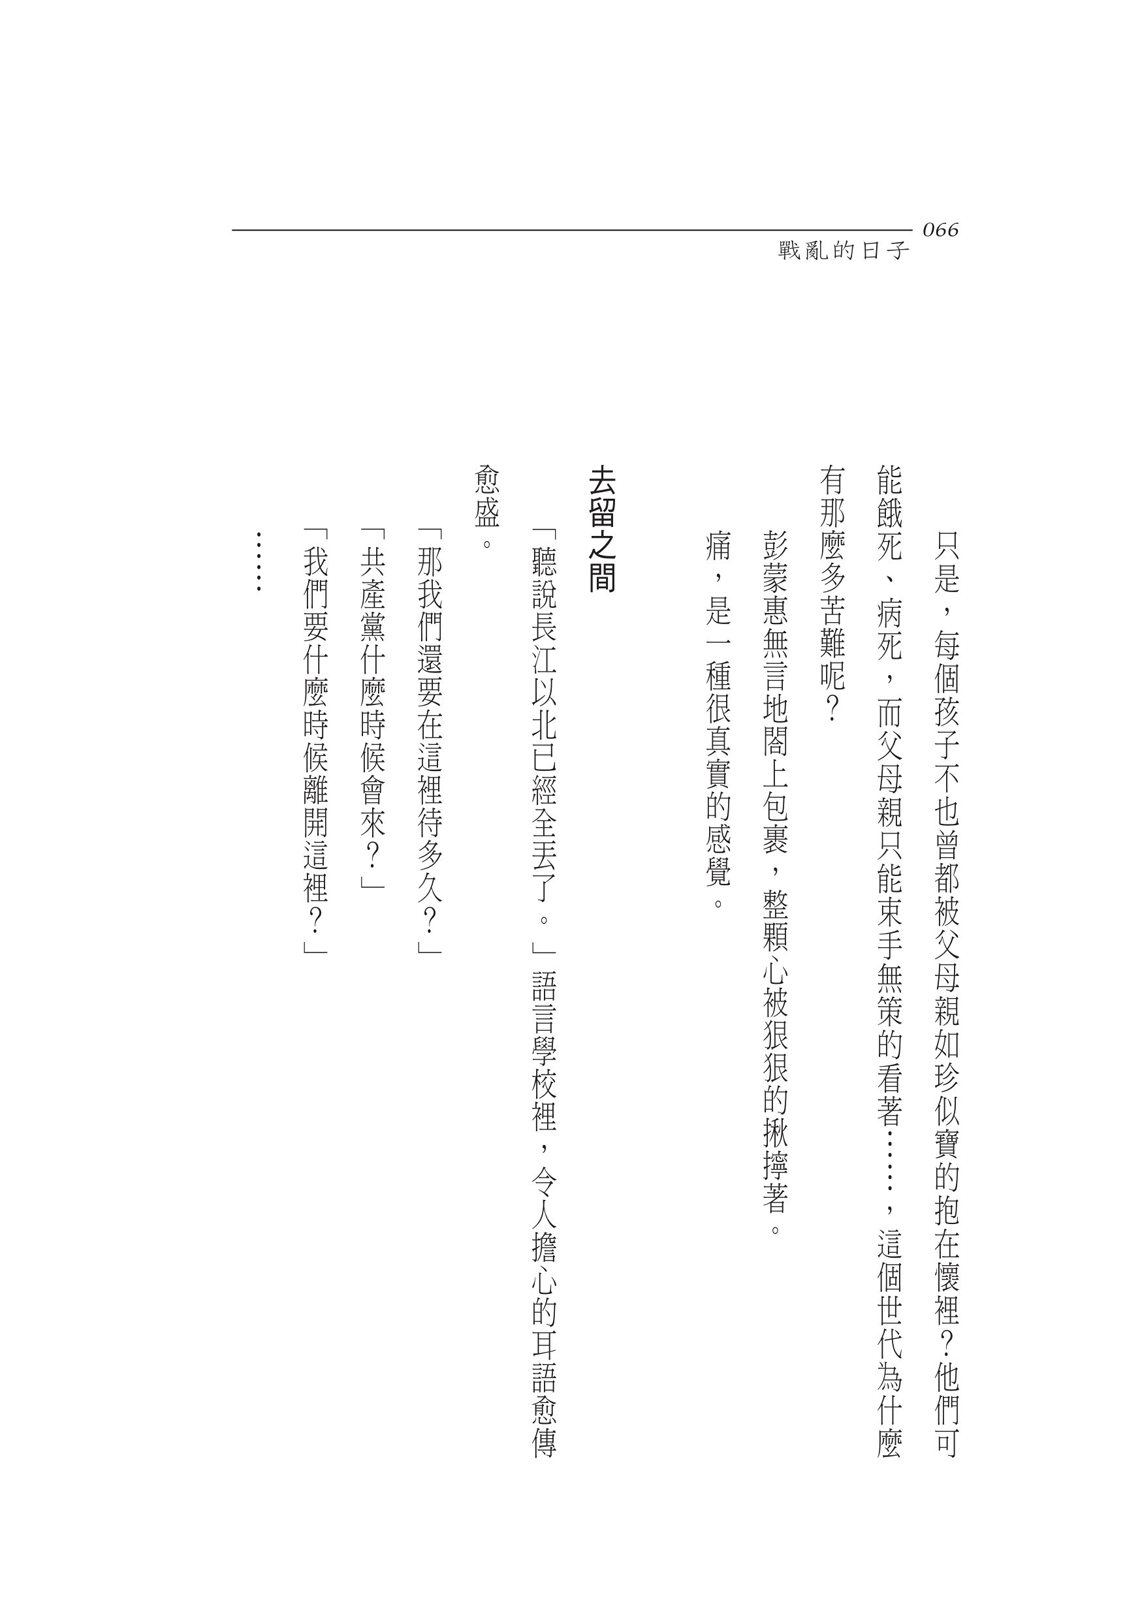 066
戰亂的日子
只是，每個孩子不也曾都被父母親如珍似寶的抱在懷裡？他們可
能餓死、病死，而父母親只能束手無策的看著……，這個世代為什麼
有那麼多苦難呢？
彭蒙惠無言地閤上包裹，整顆心被狠狠的揪擰著。
痛，是一種很真實的感覺。
去留之間
「聽說長江以北已經全丟了。」語言學校裡，令人擔心的耳語愈傳
愈盛。
「那我們還要在這裡待多久？」
「共產黨什麼時候會來？」
「我們要什麼時候離開這裡？」
……